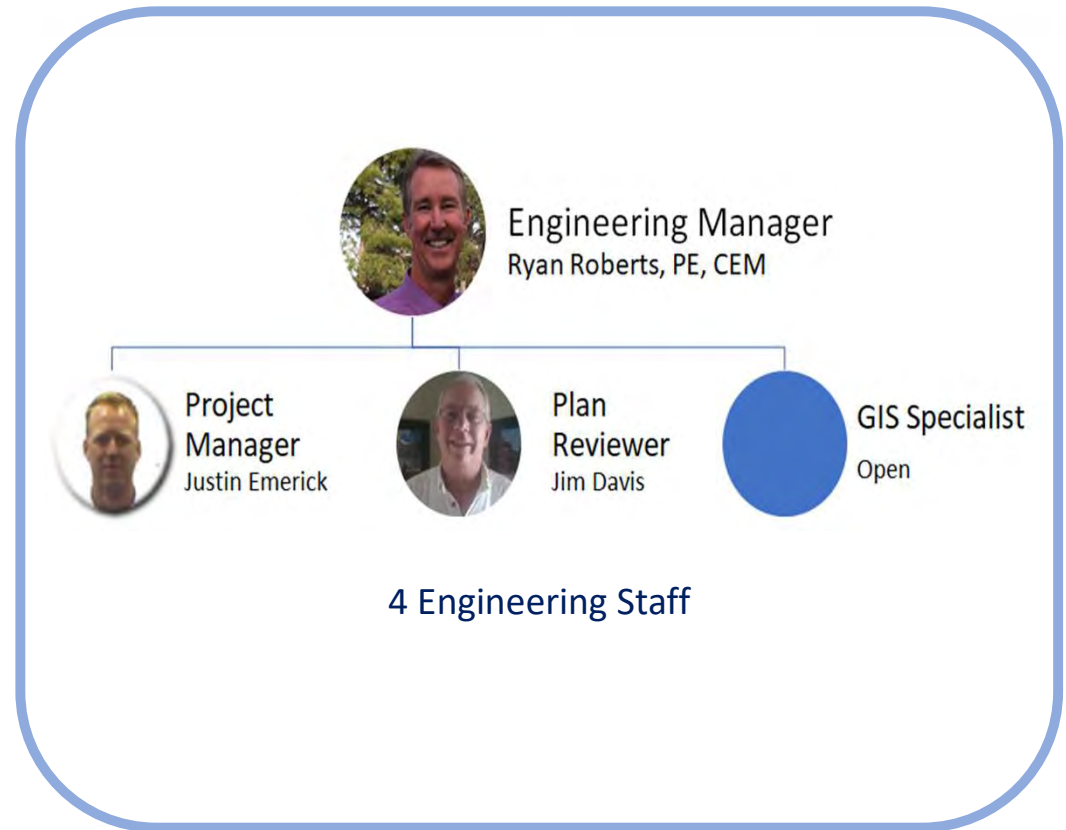 Engineering Manager
Ryan Roberts, PE, CEM
Project
Manager
Justin Emerick
Plan
Reviewer
Jim Davis
GIS Specialist
Open
4 Engineering Staff